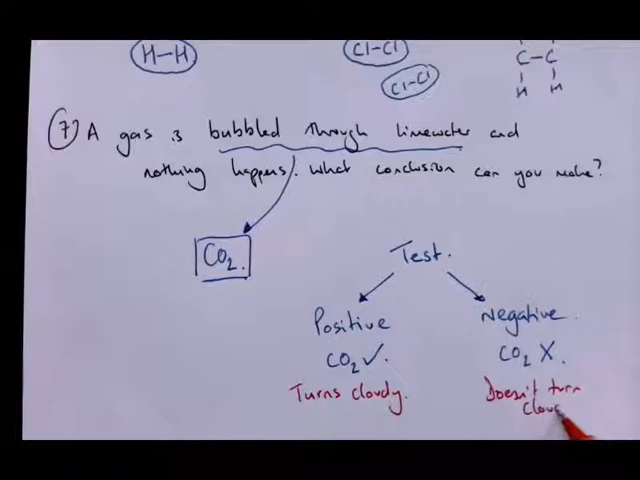 H-H
Cl-Cl
Cl-Cl
C-C
H H
7) A gas is bubbled through limewater and
nothing happens. What conclusion can you make?
CO2.
Test.
Positive
Negative.
CO2 ✓.
CO2 X.
Turns cloudy.
Doesn't turn